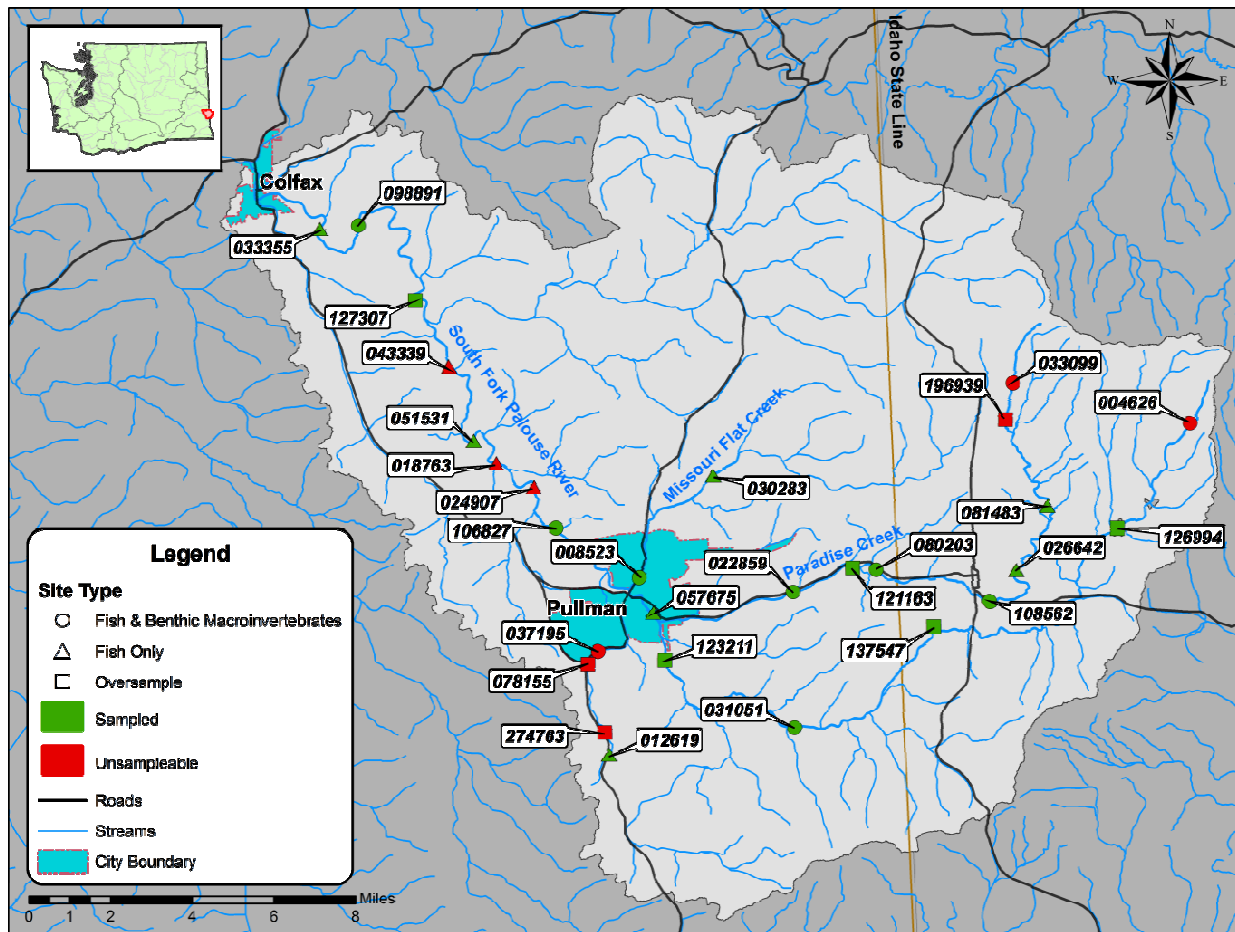 N
W
E
S
Idaho State Line
Colfax
098891
033355
127307
043339
South Fork Palouse River
033099
196939
004626
051531
Missouri Flat Creek
018763
030283
024907
081483
106827
126994
008523
080203
026642
022859
Paradise Creek
057675
121163
108562
Pullman
037195
123211
137547
078155
031051
274763
012619
Legend
Site Type
Fish & Benthic Macroinvertebrates
Fish Only
Oversample
Sampled
Unsampleable
Roads
Streams
City Boundary
Miles
0 1 2 4 6 8